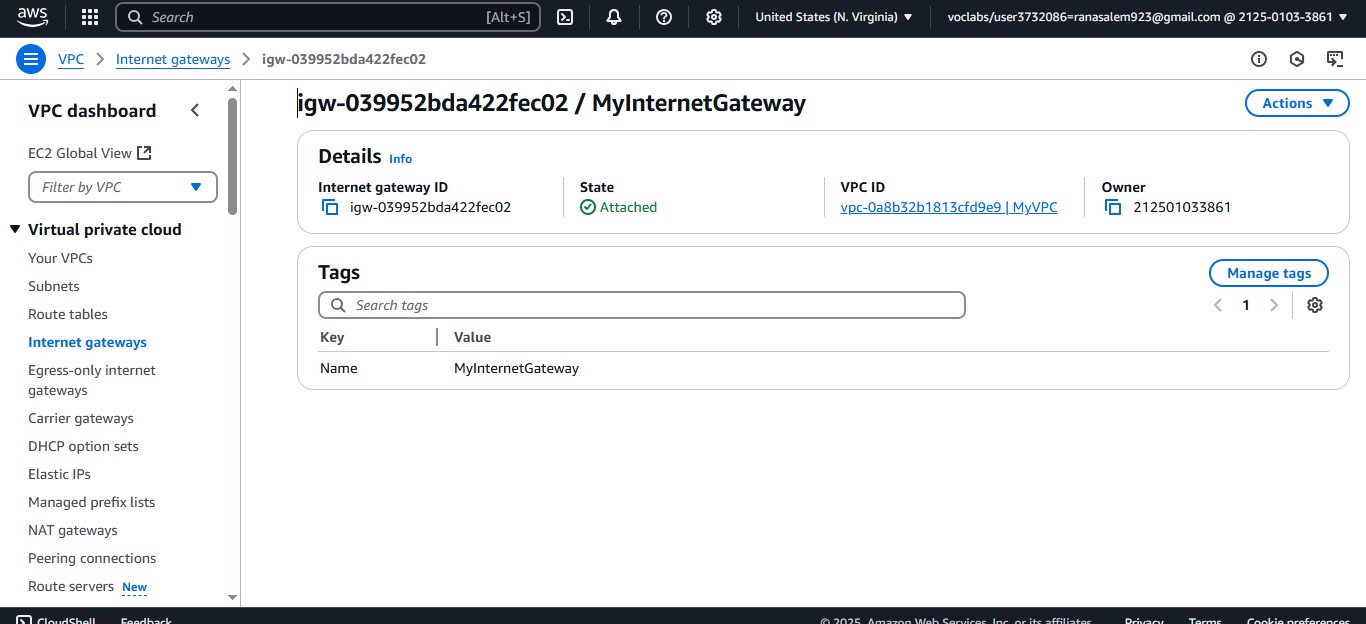 aws
Search [Alt+S] United States (N. Virginia) voclabs/user3732086=ranasalem923@gmail.com @ 2125-0103-3861
VPC Internet gateways igw-039952bda422fec02
VPC dashboard
EC2 Global View
Filter by VPC
Virtual private cloud
Your VPCs
Subnets
Route tables
Internet gateways
Egress-only internet
gateways
Carrier gateways
DHCP option sets
Elastic IPs
Managed prefix lists
NAT gateways
Peering connections
Route servers New
igw-039952bda422fec02 / MyInternetGateway
Actions
Details Info
Internet gateway ID
igw-039952bda422fec02
State
Attached
VPC ID
vpc-0a8b32b1813cfd9e9 | MyVPC
Owner
212501033861
Tags
Manage tags
Search tags
1
Key Value
Name MyInternetGateway
CloudShell Feedback © 2025, Amazon Web Services, Inc. or its affiliates. Privacy Terms Cookie preferences